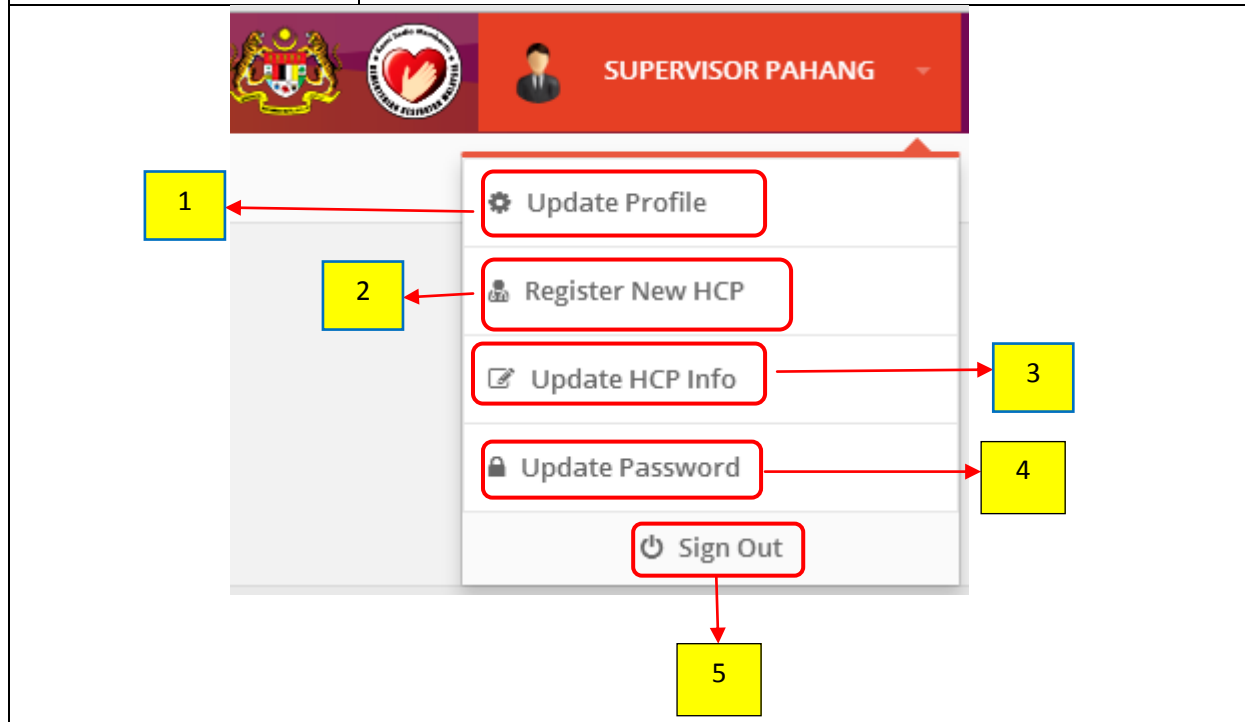 SUPERVISOR PAHANG
1
Update Profile
2
Register New HCP
Update HCP Info
3
Update Password
4
Sign Out
5